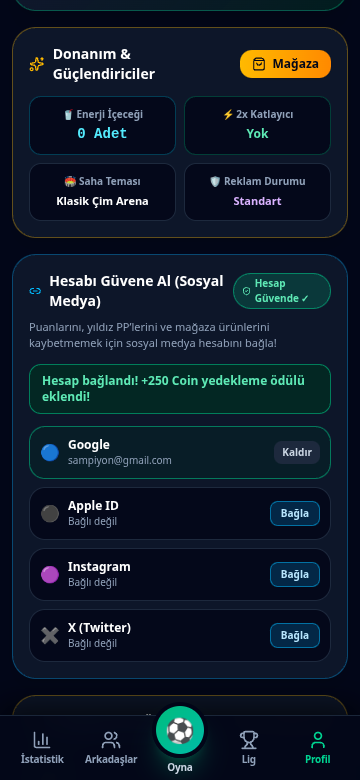 Donanım &
Güçlendiriciler
Mağaza
🥤 Enerji İçeceği
0 Adet
⚡ 2x Katlayıcı
Yok
🏟️ Saha Teması
Klasik Çim Arena
🛡️ Reklam Durumu
Standart
Hesabı Güvene Al (Sosyal
Medya)
Hesap
Güvende ✓
Puanlarını, yıldız PP'lerini ve mağaza ürünlerini
kaybetmemek için sosyal medya hesabını bağla!
Hesap bağlandı! +250 Coin yedekleme ödülü
eklendi!
Google
sampiyon@gmail.com
Kaldır
Apple ID
Bağlı değil
Bağla
Instagram
Bağlı değil
Bağla
X (Twitter)
Bağlı değil
Bağla
İstatistik
Arkadaşlar
Oyna
Lig
Profil